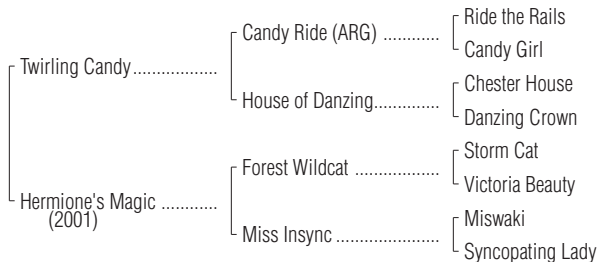 Ride the Rails
Candy Ride (ARG) ............
Candy Girl
Twirling Candy..................
Chester House
House of Danzing..............
Danzing Crown
Storm Cat
Forest Wildcat ..................
Victoria Beauty
Hermione's Magic ............
(2001)
Miswaki
Miss Insync ......................
Syncopating Lady